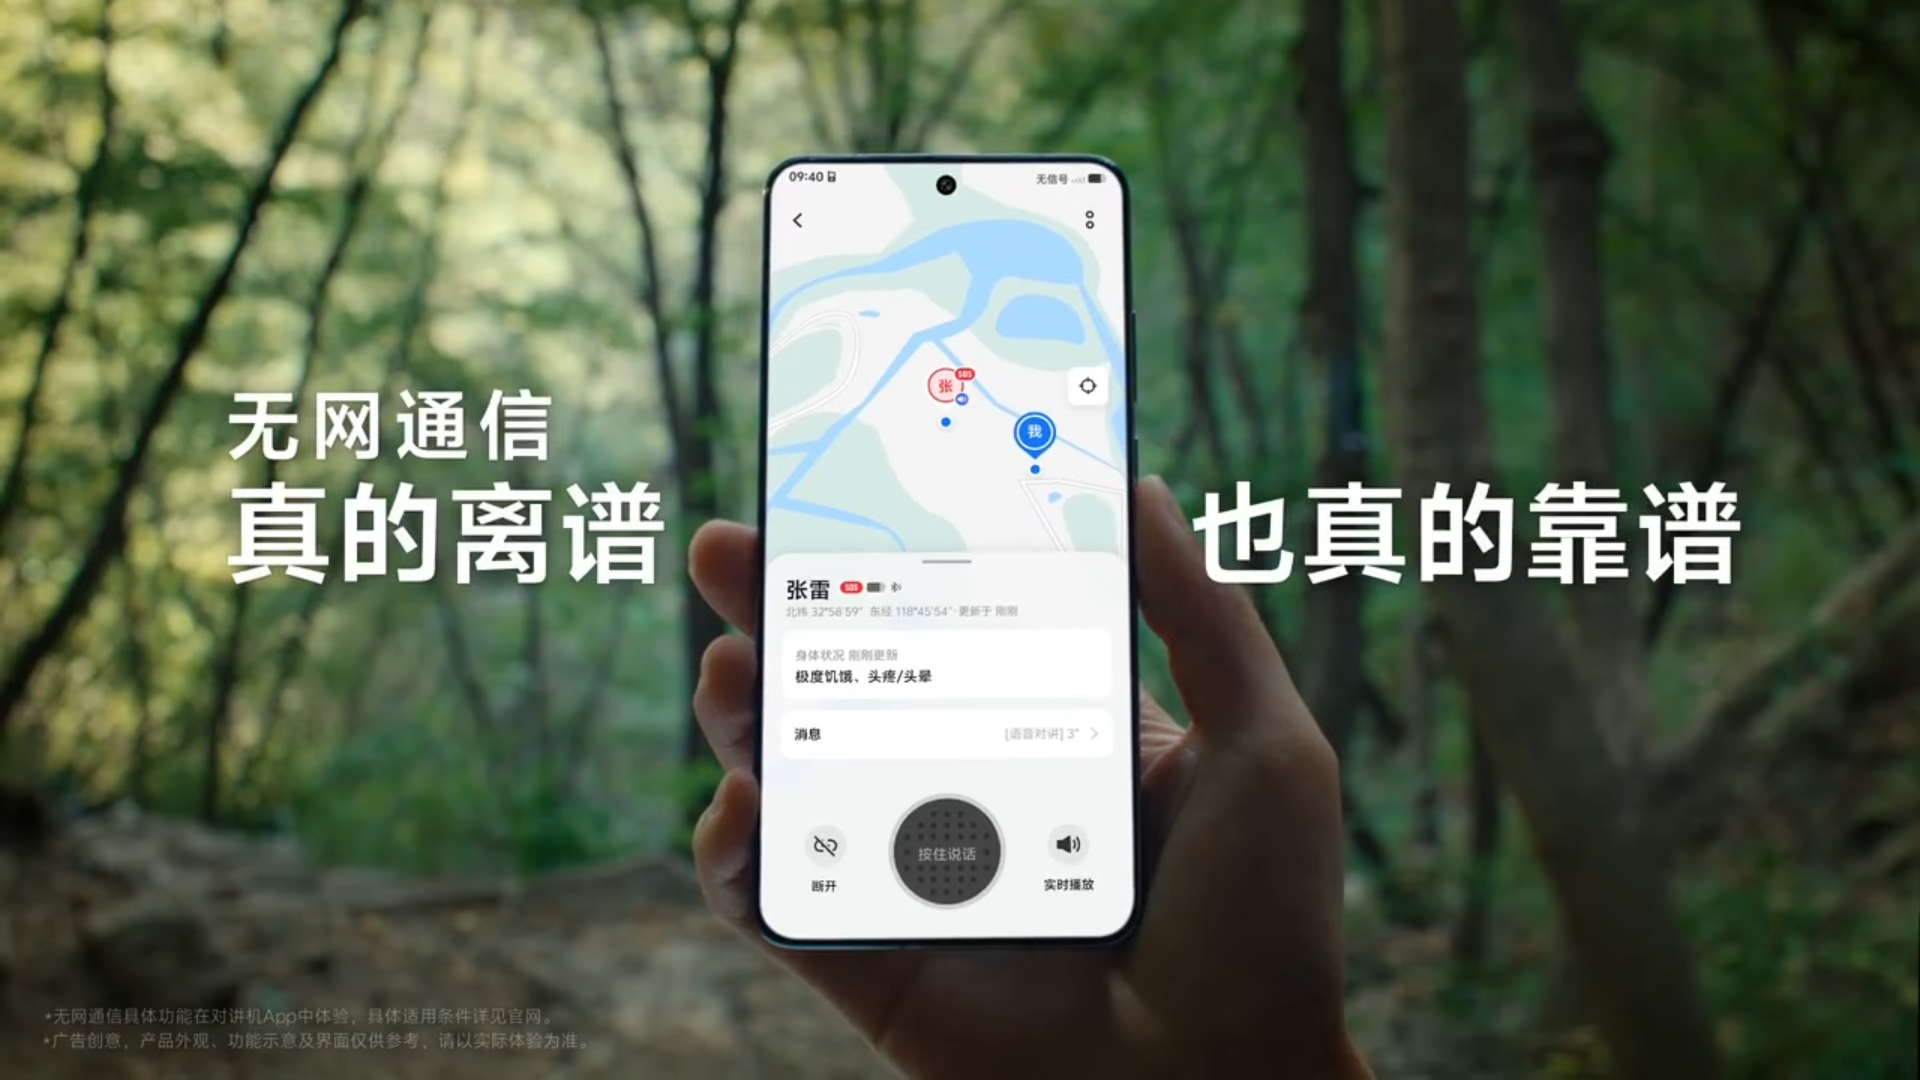 无网通信
真的离谱
也真的靠谱
09:40
无信号
张
SOS
我
张雷 SOS
北纬 32°58'59" 东经 118°45'54"·更新于 刚刚
身体状况 刚刚更新
极度饥饿、头疼/头晕
消息 [语音对讲] 3"
按住说话
断开
实时播放
*无网通信具体功能在对讲机App中体验，具体适用条件详见官网。
*广告创意，产品外观、功能示意及界面仅供参考，请以实际体验为准。